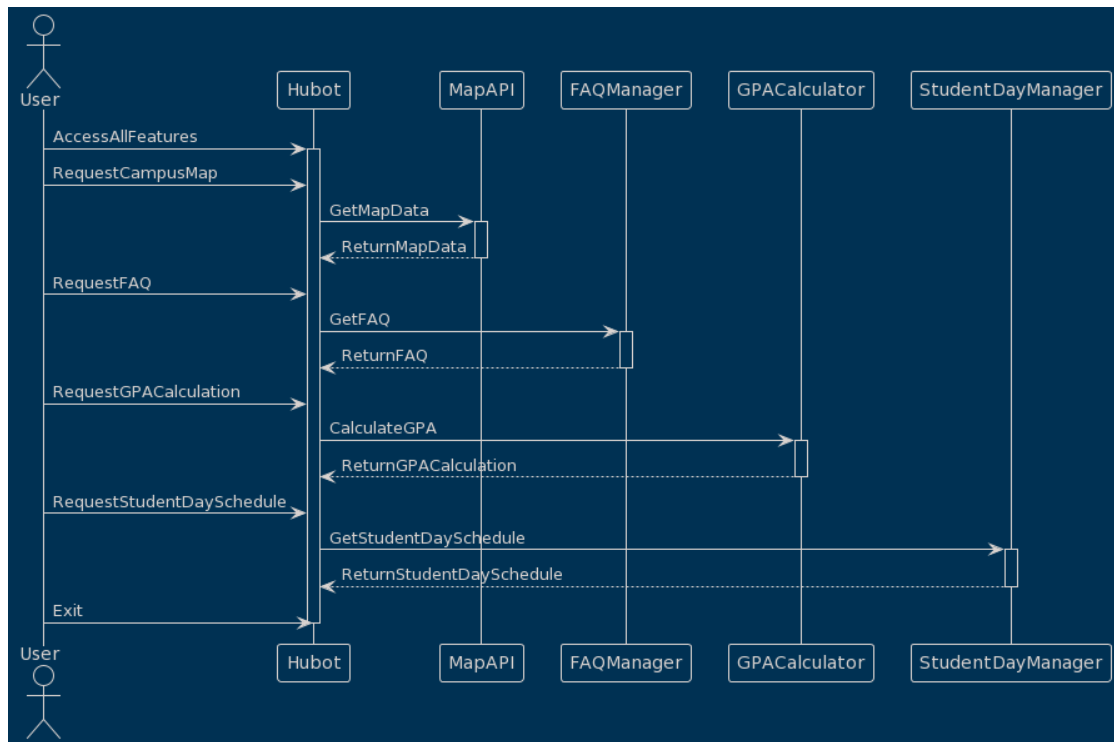 User
Hubot
MapAPI
FAQManager
GPACalculator
StudentDayManager
AccessAllFeatures
RequestCampusMap
GetMapData
ReturnMapData
RequestFAQ
GetFAQ
ReturnFAQ
RequestGPACalculation
CalculateGPA
ReturnGPACalculation
RequestStudentDaySchedule
GetStudentDaySchedule
ReturnStudentDaySchedule
Exit
User
Hubot
MapAPI
FAQManager
GPACalculator
StudentDayManager